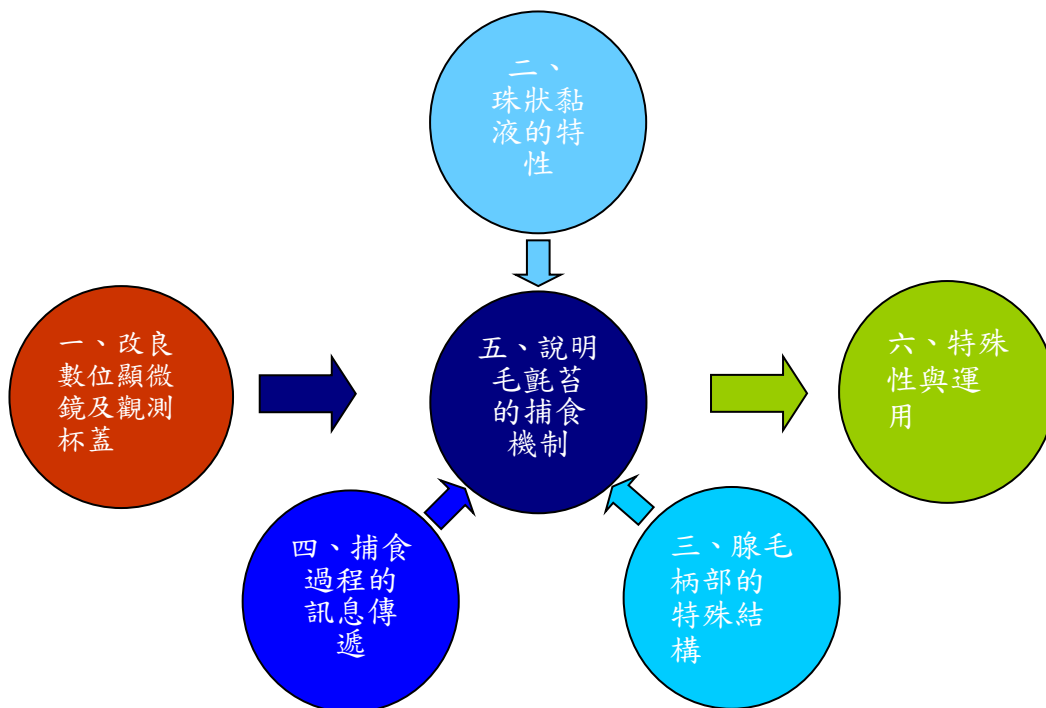 二、
珠狀黏
液的特
性
一、改良
數位顯微
鏡及觀測
杯蓋
五、說明
毛氈苔
的捕食
機制
六、特殊
性與運
用
四、捕食
過程的
訊息傳
遞
三、腺毛
柄部的
特殊結
構